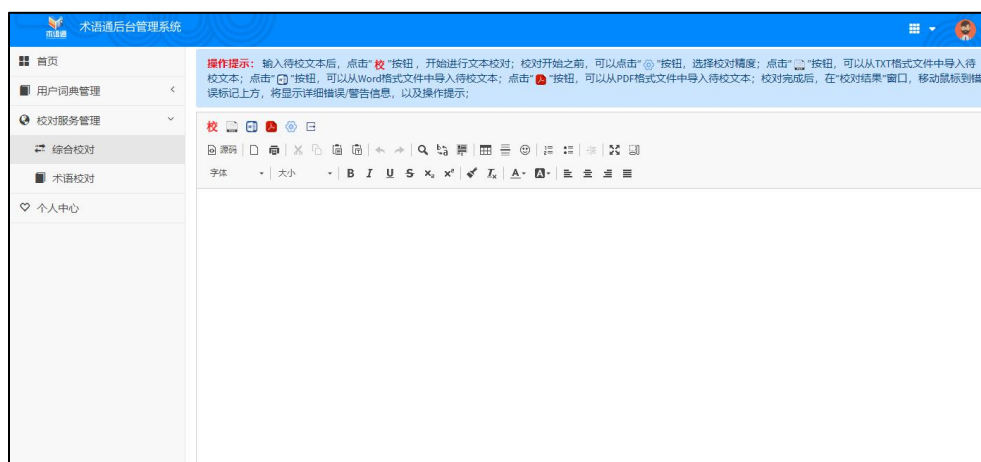 术语通 术语通后台管理系统
首页
用户词典管理
校对服务管理
综合校对
术语校对
个人中心
操作提示：输入待校文本后，点击"校"按钮，开始进行文本校对；校对开始之前，可以点击" "按钮，选择校对精度；点击" "按钮，可以从TXT格式文件中导入待
校文本；点击" "按钮，可以从Word格式文件中导入待校文本；点击" "按钮，可以从PDF格式文件中导入待校文本；校对完成后，在"校对结果"窗口，移动鼠标到错
误标记上方，将显示详细错误/警告信息，以及操作提示；
校
源码
字体 大小 B I U S x₂ x² Tx A A